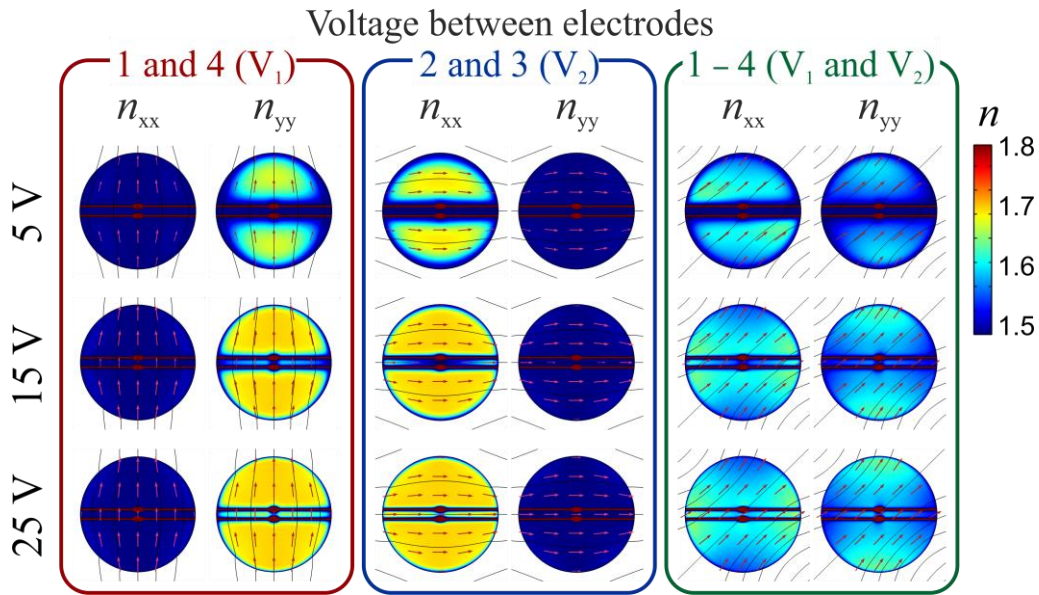 Voltage between electrodes
1 and 4 (V1)
2 and 3 (V2)
1 – 4 (V1 and V2)
nxx
nyy
nxx
nyy
nxx
nyy
n
1.8
1.7
1.6
1.5
5 V
15 V
25 V